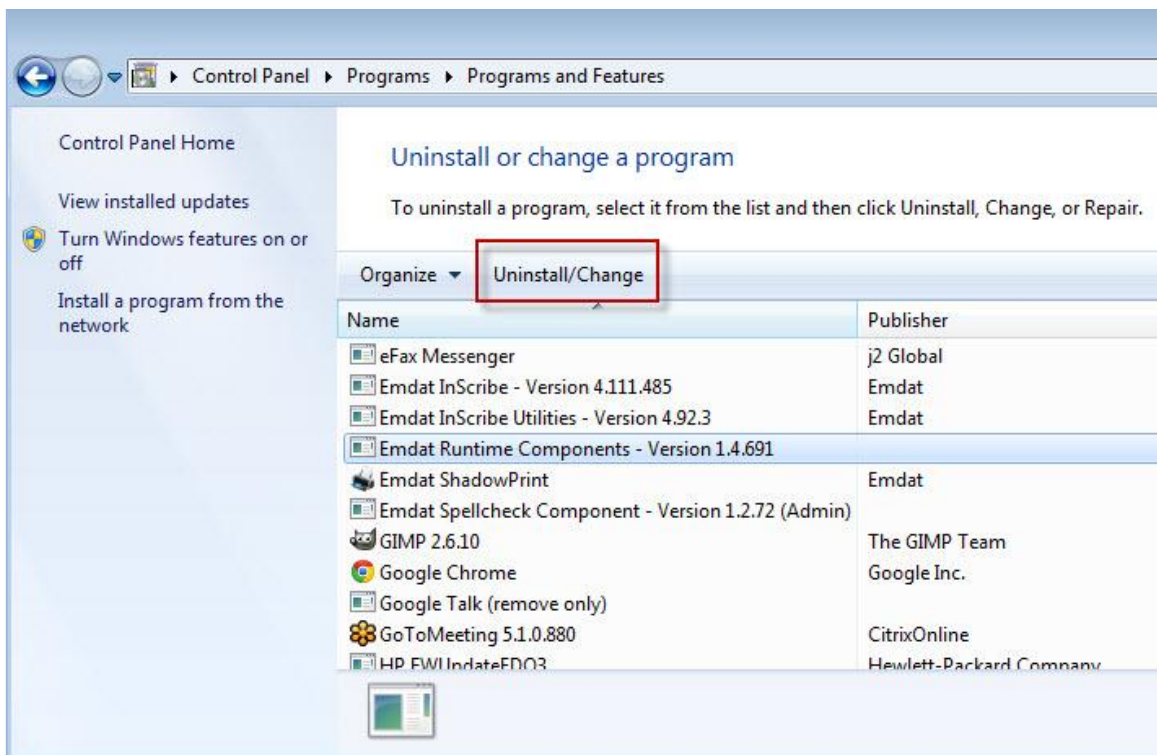 Control Panel Programs Programs and Features
Control Panel Home
View installed updates
Turn Windows features on or
off
Install a program from the
network
Uninstall or change a program
To uninstall a program, select it from the list and then click Uninstall, Change, or Repair.
Organize Uninstall/Change
Name Publisher
eFax Messenger j2 Global
Emdat InScribe - Version 4.111.485 Emdat
Emdat InScribe Utilities - Version 4.92.3 Emdat
Emdat Runtime Components - Version 1.4.691
Emdat ShadowPrint Emdat
Emdat Spellcheck Component - Version 1.2.72 (Admin)
GIMP 2.6.10 The GIMP Team
Google Chrome Google Inc.
Google Talk (remove only)
GoToMeeting 5.1.0.880 CitrixOnline
HP FWUpdateEDO3 Hewlett-Packard Company